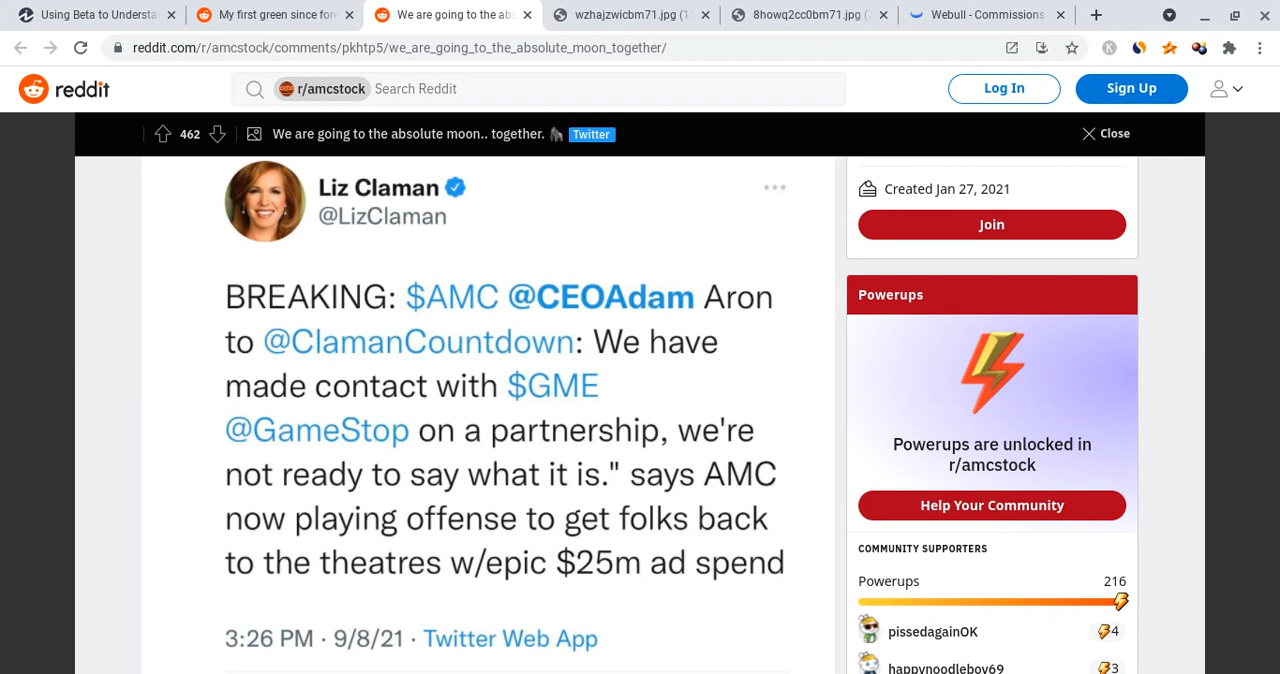 Using Beta to Understa
My first green since fore
We are going to the abs
wzhajzwicbm71.jpg (1
8howq2cc0bm71.jpg (
Webull - Commissions
reddit.com/r/amcstock/comments/pkhtp5/we_are_going_to_the_absolute_moon_together/
reddit
r/amcstock
Search Reddit
Log In
Sign Up
462
We are going to the absolute moon.. together. 🦍
Twitter
Close
Liz Claman
@LizClaman
BREAKING: $AMC @CEOAdam Aron
to @ClamanCountdown: We have
made contact with $GME
@GameStop on a partnership, we're
not ready to say what it is." says AMC
now playing offense to get folks back
to the theatres w/epic $25m ad spend
3:26 PM · 9/8/21 · Twitter Web App
Created Jan 27, 2021
Join
Powerups
Powerups are unlocked in
r/amcstock
Help Your Community
COMMUNITY SUPPORTERS
Powerups 216
pissedagainOK 4
happynoodleboy69 3